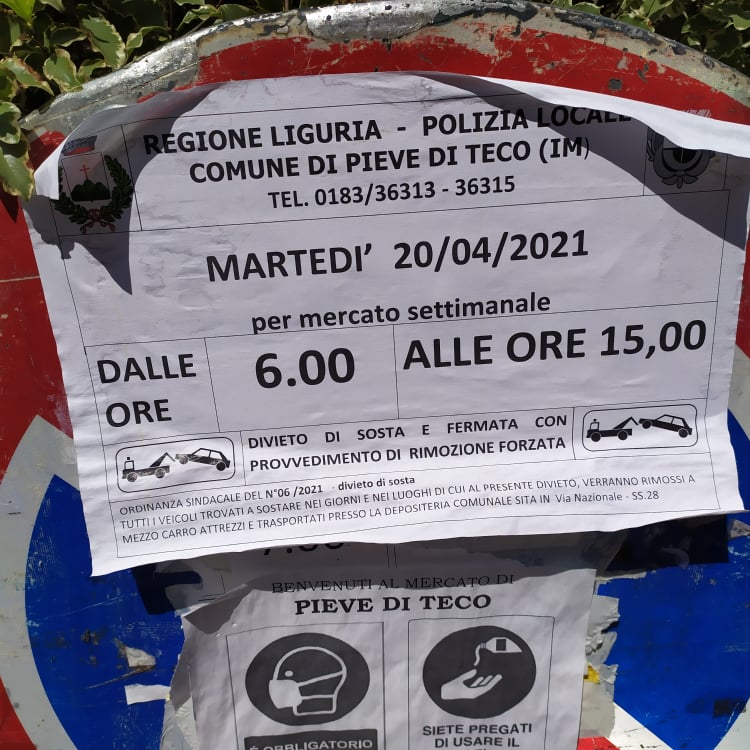 REGIONE LIGURIA - POLIZIA LOCALE
COMUNE DI PIEVE DI TECO (IM)
TEL. 0183/36313 - 36315
MARTEDI' 20/04/2021
per mercato settimanale
DALLE ORE
6.00
ALLE ORE 15,00
DIVIETO DI SOSTA E FERMATA CON
PROVVEDIMENTO DI RIMOZIONE FORZATA
ORDINANZA SINDACALE DEL N°06 /2021 - divieto di sosta
TUTTI I VEICOLI TROVATI A SOSTARE NEI GIORNI E NEI LUOGHI DI CUI AL PRESENTE DIVIETO, VERRANNO RIMOSSI A
MEZZO CARRO ATTREZZI E TRASPORTATI PRESSO LA DEPOSITERIA COMUNALE SITA IN Via Nazionale - SS.28
BENVENUTI AL MERCATO DI
PIEVE DI TECO
È OBBLIGATORIO
SIETE PREGATI
DI USARE IL